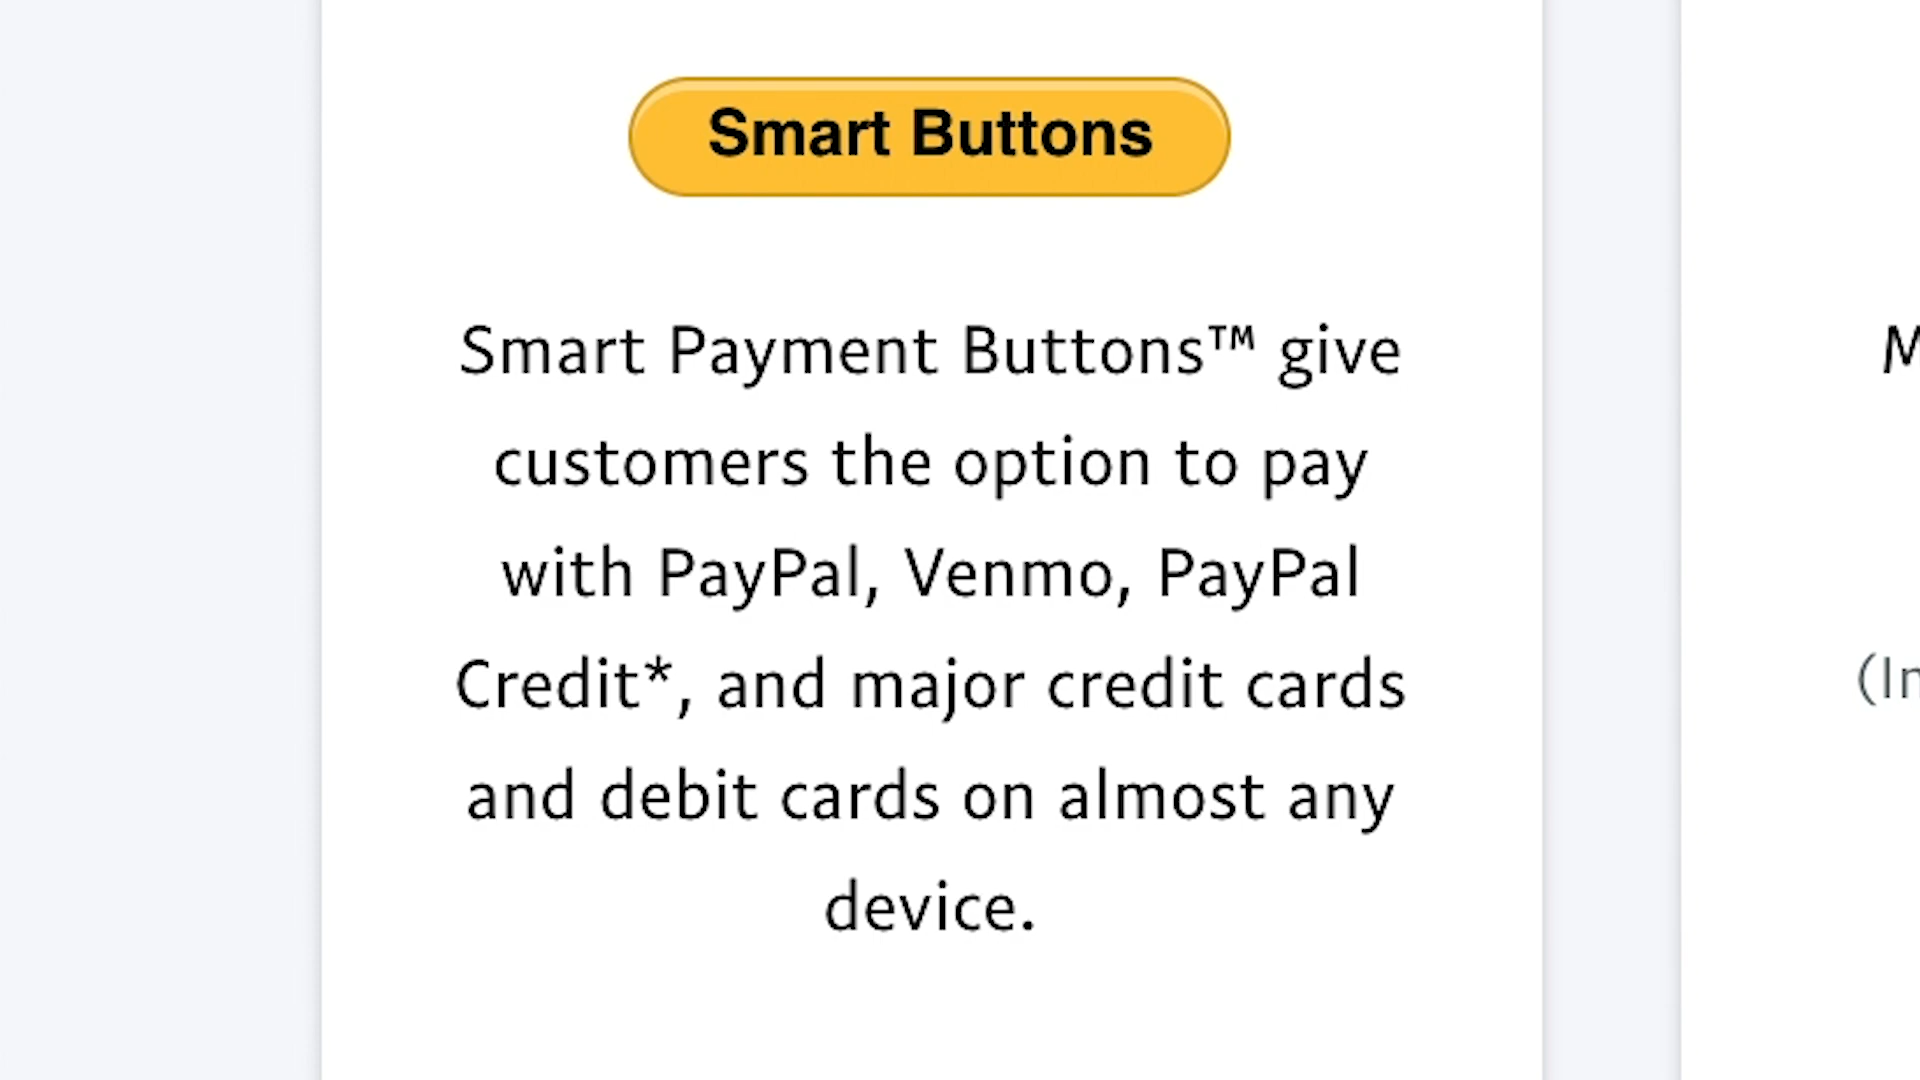 Smart Buttons
Smart Payment Buttons™ give
customers the option to pay
with PayPal, Venmo, PayPal
Credit*, and major credit cards
and debit cards on almost any
device.
M
(In